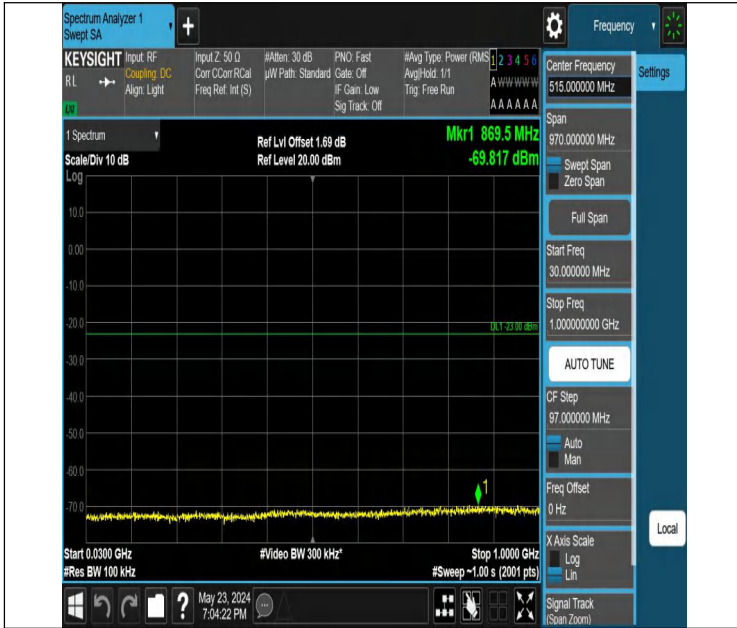 Spectrum Analyzer 1
Swept SA
+
Frequency
KEYSIGHT
RL
Input: RF
Coupling: DC
Align: Light
Input Z: 50 Ω
Corr CCorr RCal
Freq Ref: Int (S)
#Atten: 30 dB
µW Path: Standard
PNO: Fast
Gate: Off
IF Gain: Low
Sig Track: Off
#Avg Type: Power (RMS
Avg|Hold: 1/1
Trig: Free Run
1 2 3 4 5 6
A W W W W W
A A A A A A
1 Spectrum
Scale/Div 10 dB
Ref Lvl Offset 1.69 dB
Ref Level 20.00 dBm
Mkr1 869.5 MHz
-69.817 dBm
Log
10.0
0.00
-10.0
-20.0
DL1 -23.00 dBm
-30.0
-40.0
-50.0
-60.0
-70.0
1
Start 0.0300 GHz
#Res BW 100 kHz
#Video BW 300 kHz*
Stop 1.0000 GHz
#Sweep ~1.00 s (2001 pts)
?
May 23, 2024
7:04:22 PM
Center Frequency
515.000000 MHz
Span
970.000000 MHz
Swept Span
Zero Span
Full Span
Start Freq
30.000000 MHz
Stop Freq
1.000000000 GHz
AUTO TUNE
CF Step
97.000000 MHz
Auto
Man
Freq Offset
0 Hz
X Axis Scale
Log
Lin
Signal Track
(Span Zoom)
Settings
Local